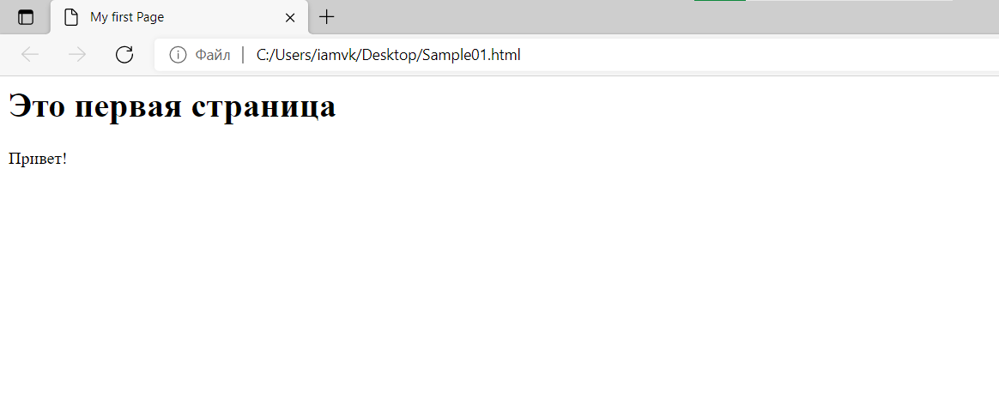 My first Page
Файл | C:/Users/iamvk/Desktop/Sample01.html
Это первая страница
Привет!